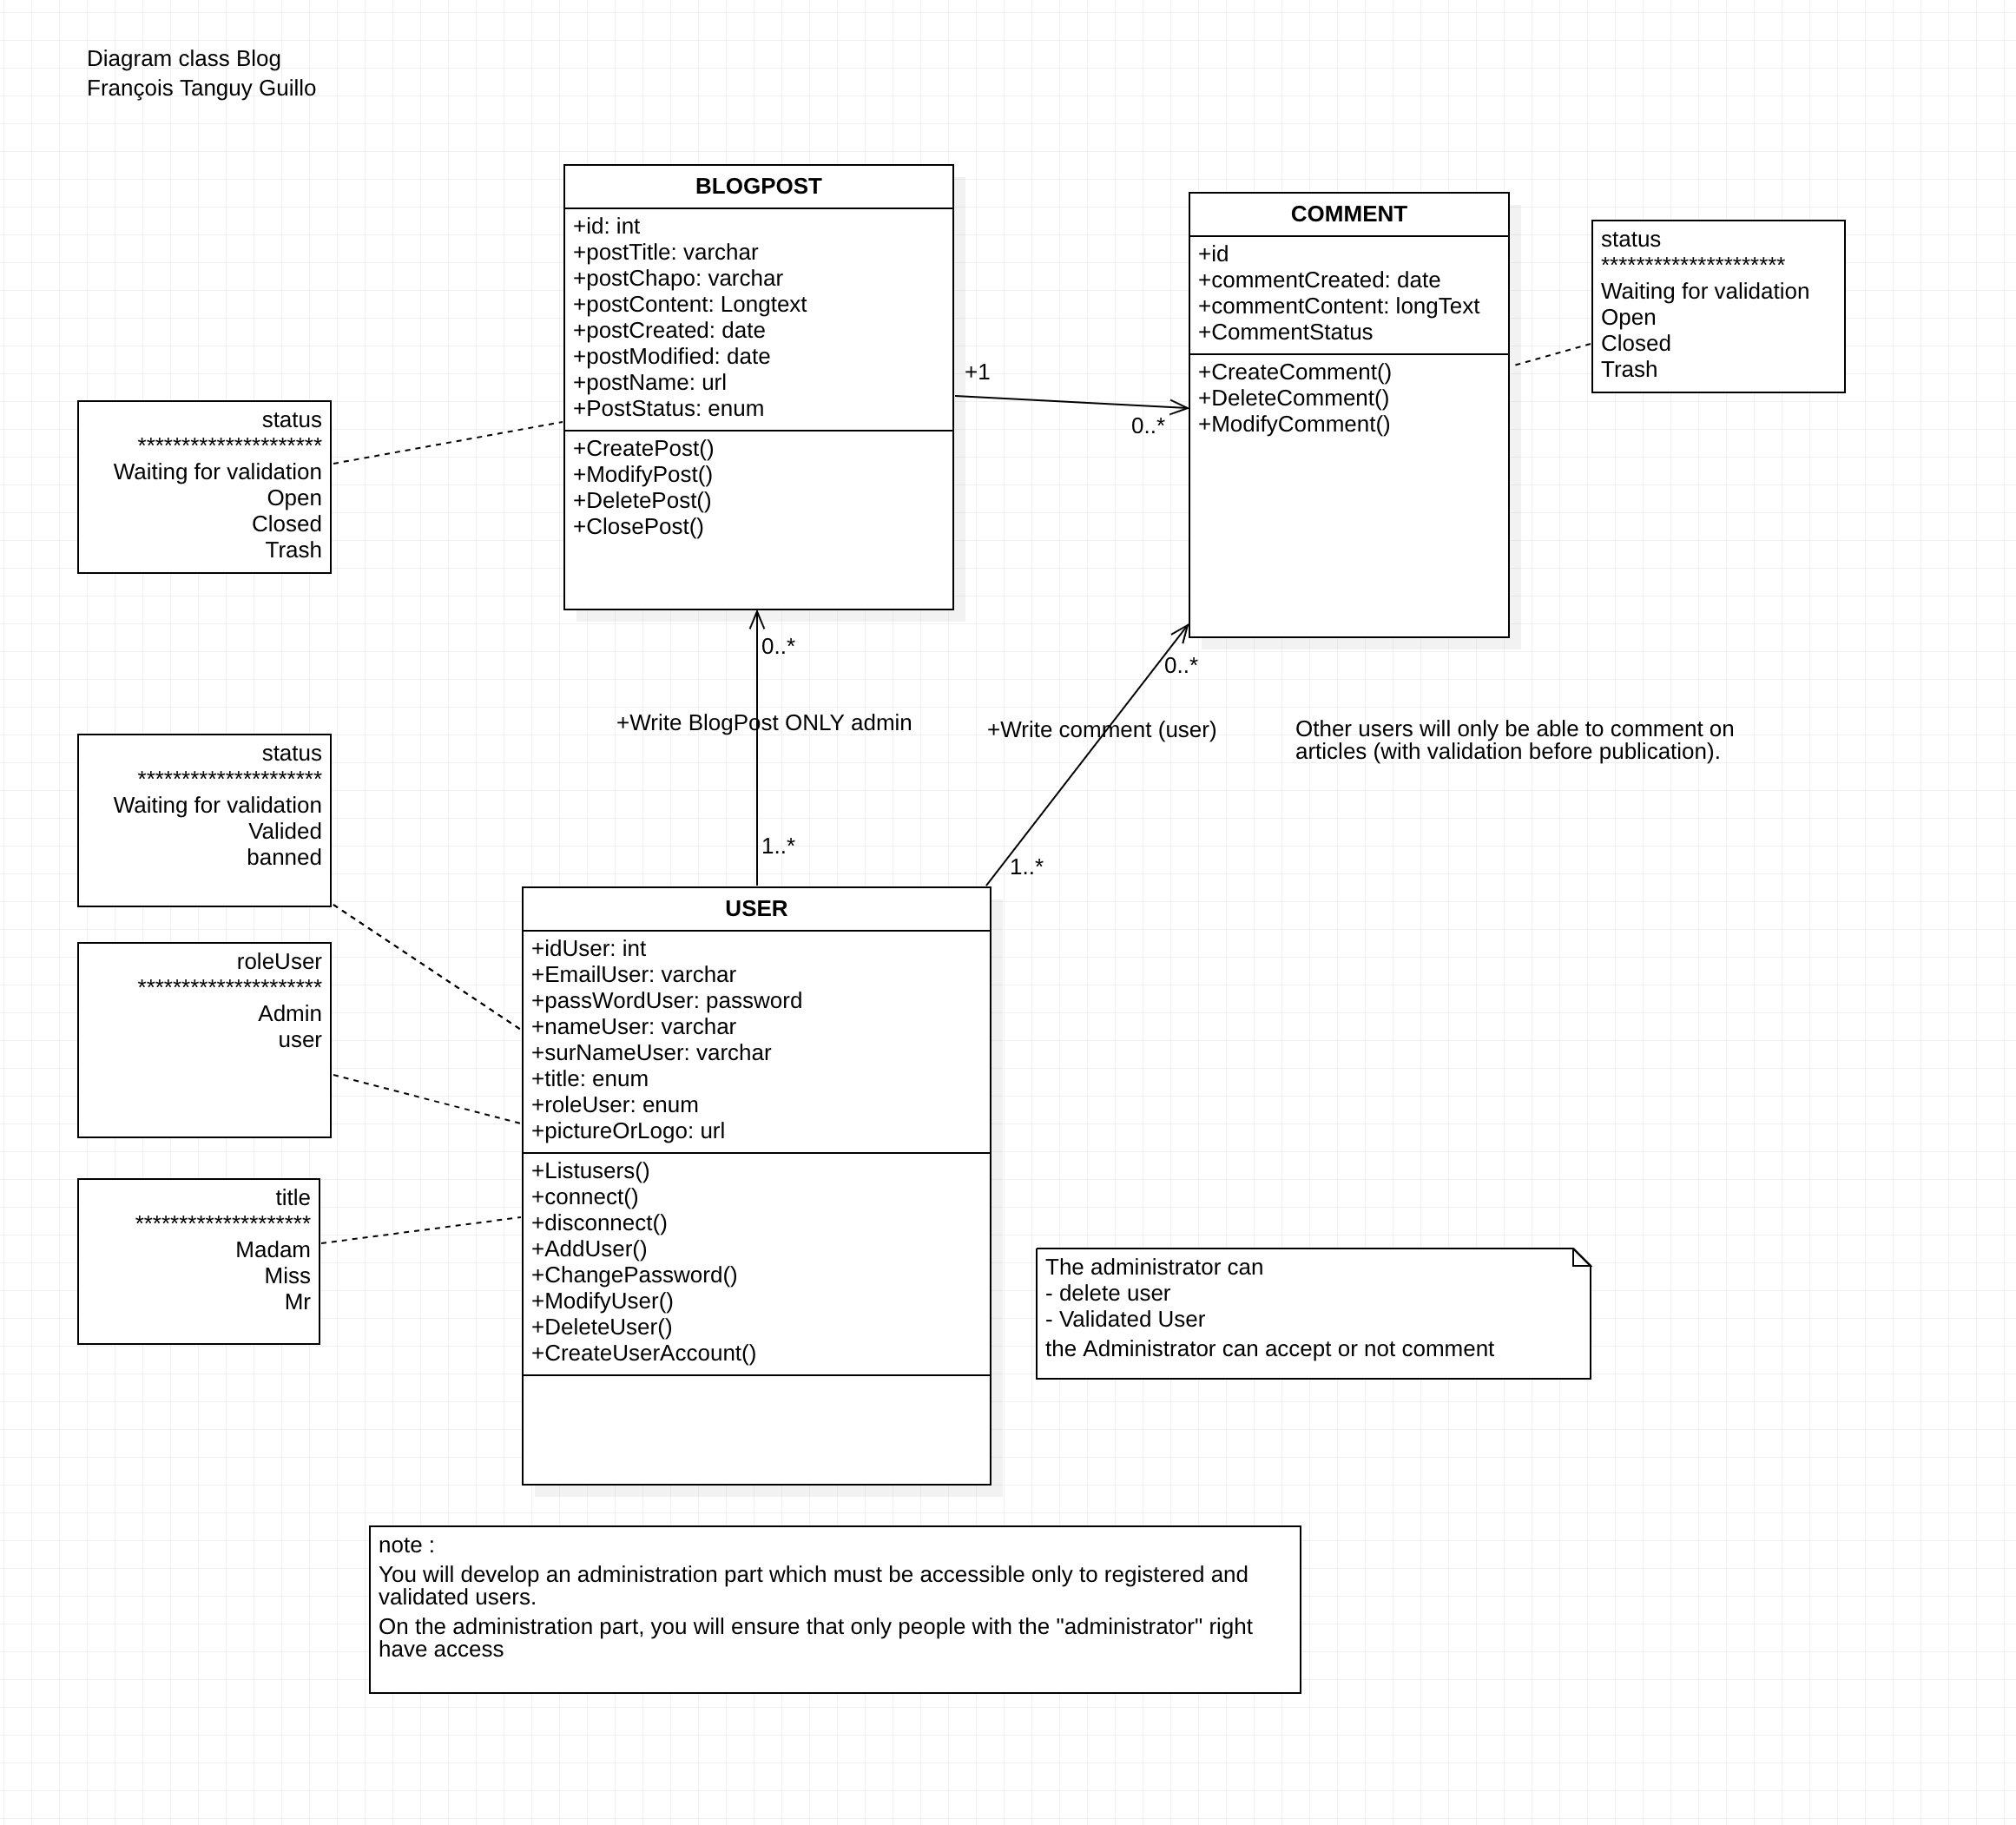 Diagram class Blog
François Tanguy Guillo
BLOGPOST
+id: int
+postTitle: varchar
+postChapo: varchar
+postContent: Longtext
+postCreated: date
+postModified: date
+postName: url
+PostStatus: enum
+CreatePost()
+ModifyPost()
+DeletePost()
+ClosePost()
COMMENT
+id
+commentCreated: date
+commentContent: longText
+CommentStatus
+CreateComment()
+DeleteComment()
+ModifyComment()
status
*********************
Waiting for validation
Open
Closed
Trash
+1
0..*
status
*********************
Waiting for validation
Open
Closed
Trash
0..*
+Write BlogPost ONLY admin
1..*
0..*
+Write comment (user)
1..*
Other users will only be able to comment on
articles (with validation before publication).
status
*********************
Waiting for validation
Valided
banned
roleUser
*********************
Admin
user
title
********************
Madam
Miss
Mr
USER
+idUser: int
+EmailUser: varchar
+passWordUser: password
+nameUser: varchar
+surNameUser: varchar
+title: enum
+roleUser: enum
+pictureOrLogo: url
+Listusers()
+connect()
+disconnect()
+AddUser()
+ChangePassword()
+ModifyUser()
+DeleteUser()
+CreateUserAccount()
The administrator can
- delete user
- Validated User
the Administrator can accept or not comment
note :
You will develop an administration part which must be accessible only to registered and
validated users.
On the administration part, you will ensure that only people with the "administrator" right
have access